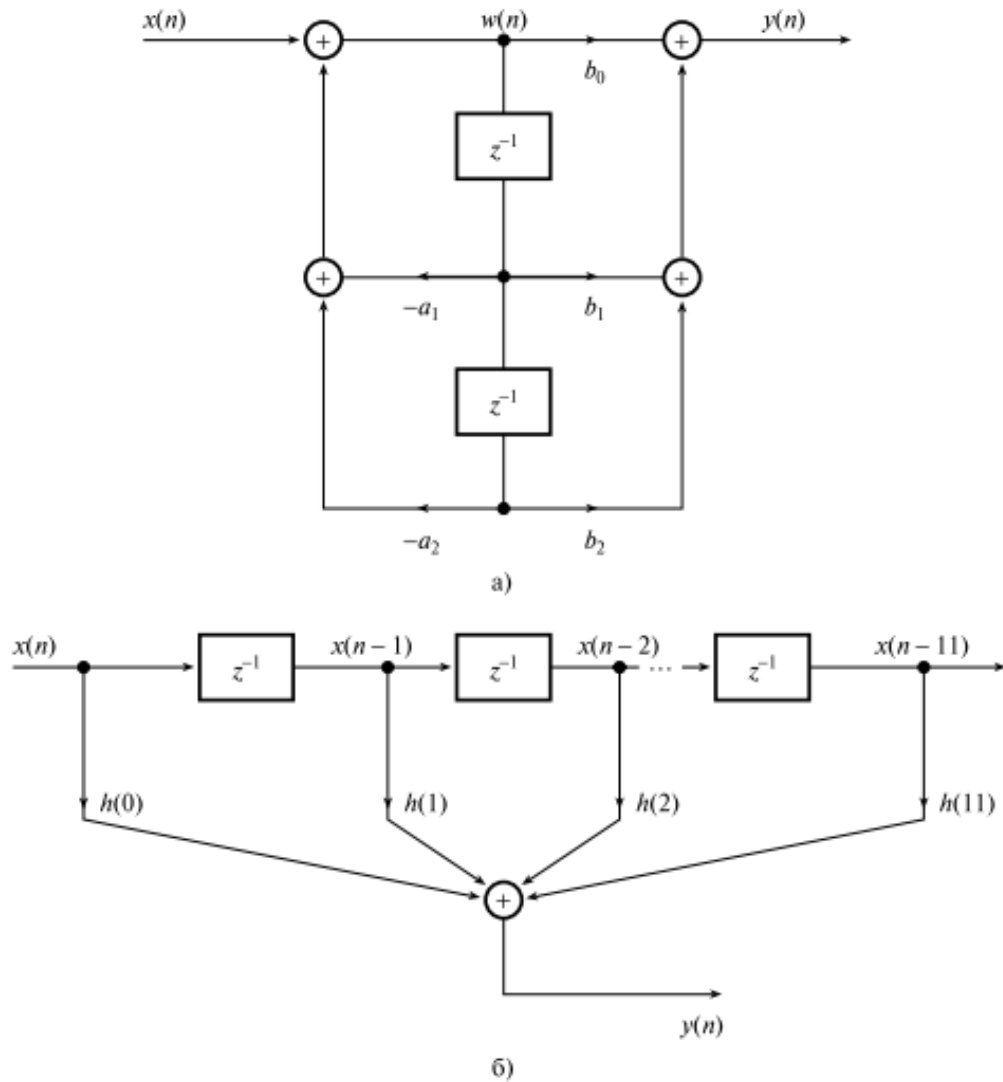 x(n) w(n) y(n)
+ +
b₀
z⁻¹
+ +
−a₁ b₁
z⁻¹
−a₂ b₂
а)
x(n) x(n − 1) x(n − 2) x(n − 11)
z⁻¹ z⁻¹ ... z⁻¹
h(0) h(1) h(2) h(11)
+
y(n)
б)